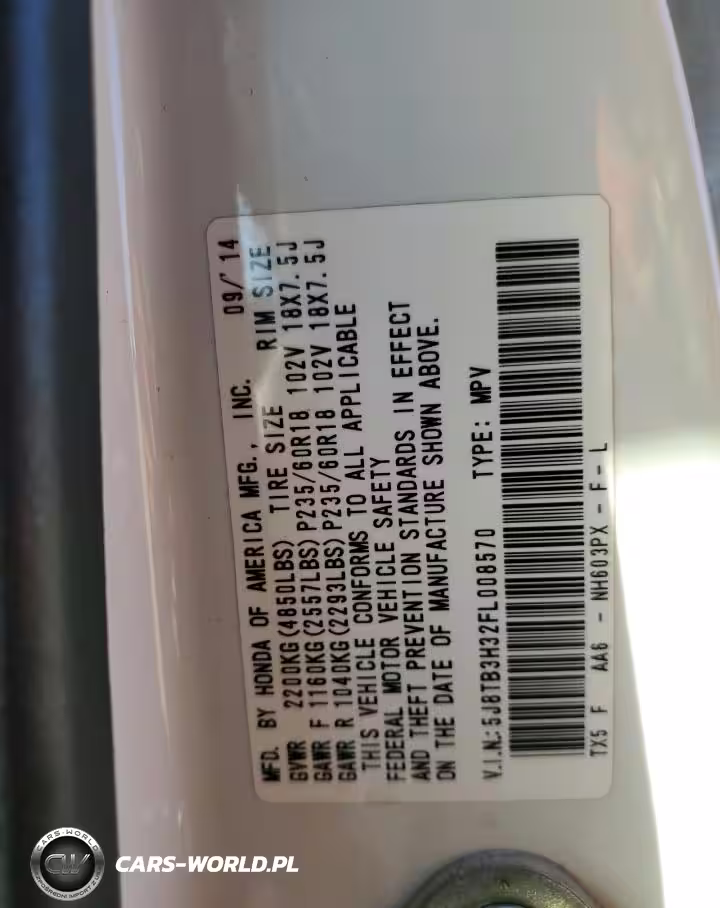 MFD. BY HONDA OF AMERICA MFG., INC. 09/'14
GVWR 2200KG(4850LBS) TIRE SIZE RIM SIZE
GAWR F 1160KG(2557LBS)P235/60R18 102V 18X7.5J
GAWR R 1040KG(2293LBS)P235/60R18 102V 18X7.5J
THIS VEHICLE CONFORMS TO ALL APPLICABLE
FEDERAL MOTOR VEHICLE SAFETY
AND THEFT PREVENTION STANDARDS IN EFFECT
ON THE DATE OF MANUFACTURE SHOWN ABOVE.
V.I.N.:5J8TB3H32FL008570 TYPE: MPV
TX5 F AA6 - NH603PX - F - L
CARS-WORLD
CW
CARS-WORLD.PL